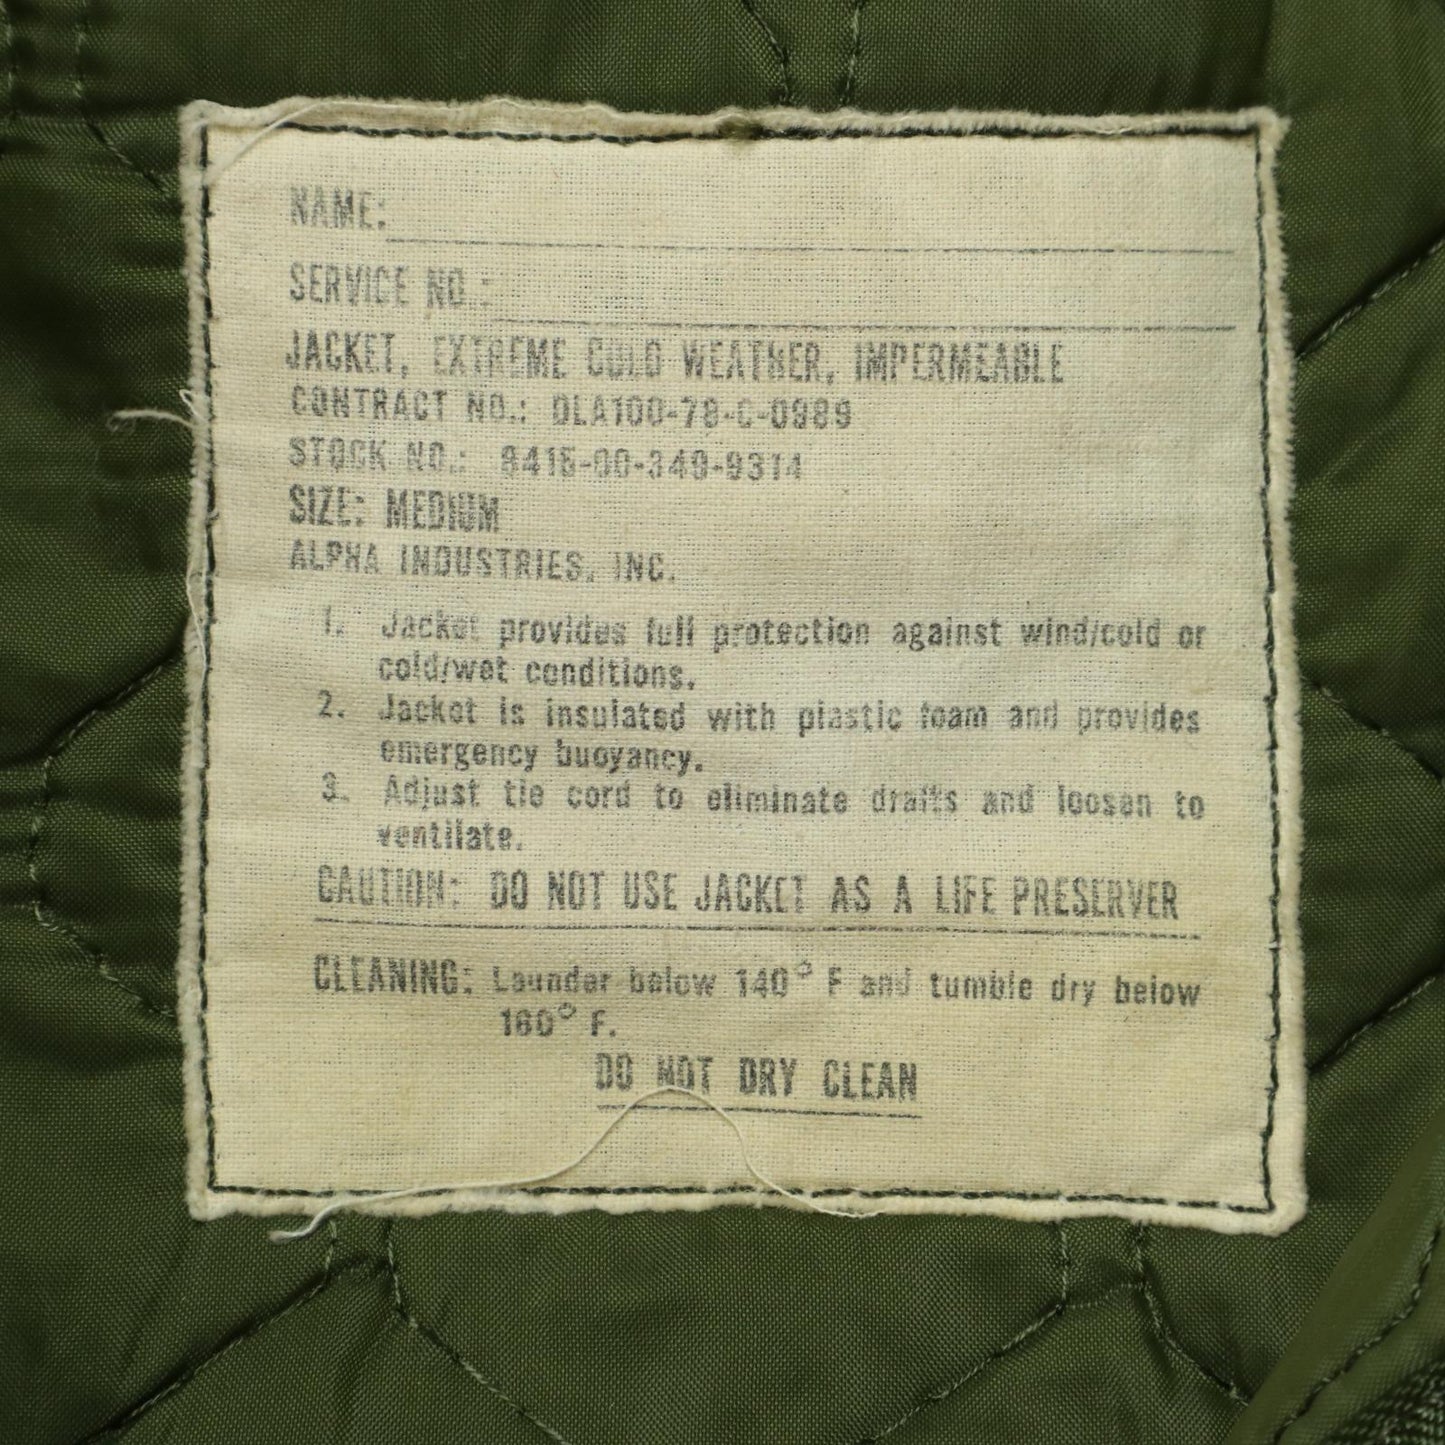 NAME:
SERVICE NO.:
JACKET, EXTREME COLD WEATHER, IMPERMEABLE
CONTRACT NO.: DLA100-78-C-0989
STOCK NO.: 8415-00-349-9314
SIZE: MEDIUM
ALPHA INDUSTRIES, INC.
1. Jacket provides full protection against wind/cold or
cold/wet conditions.
2. Jacket is insulated with plastic foam and provides
emergency buoyancy.
3. Adjust tie cord to eliminate drafts and loosen to
ventilate.
CAUTION: DO NOT USE JACKET AS A LIFE PRESERVER
CLEANING: Launder below 140° F and tumble dry below
160° F.
DO NOT DRY CLEAN